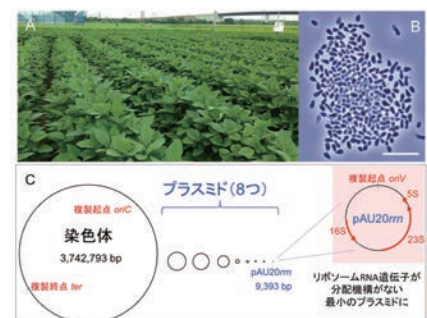 A
B
C
複製起点 oriC
染色体
3,742,793 bp
複製終点 ter
プラスミド(8つ)
pAU20rrn
9,393 bp
複製起点 oriV
5S
pAU20rrn
16S
23S
リボソームRNA遺伝子が
分配機構がない
最小のプラスミドに